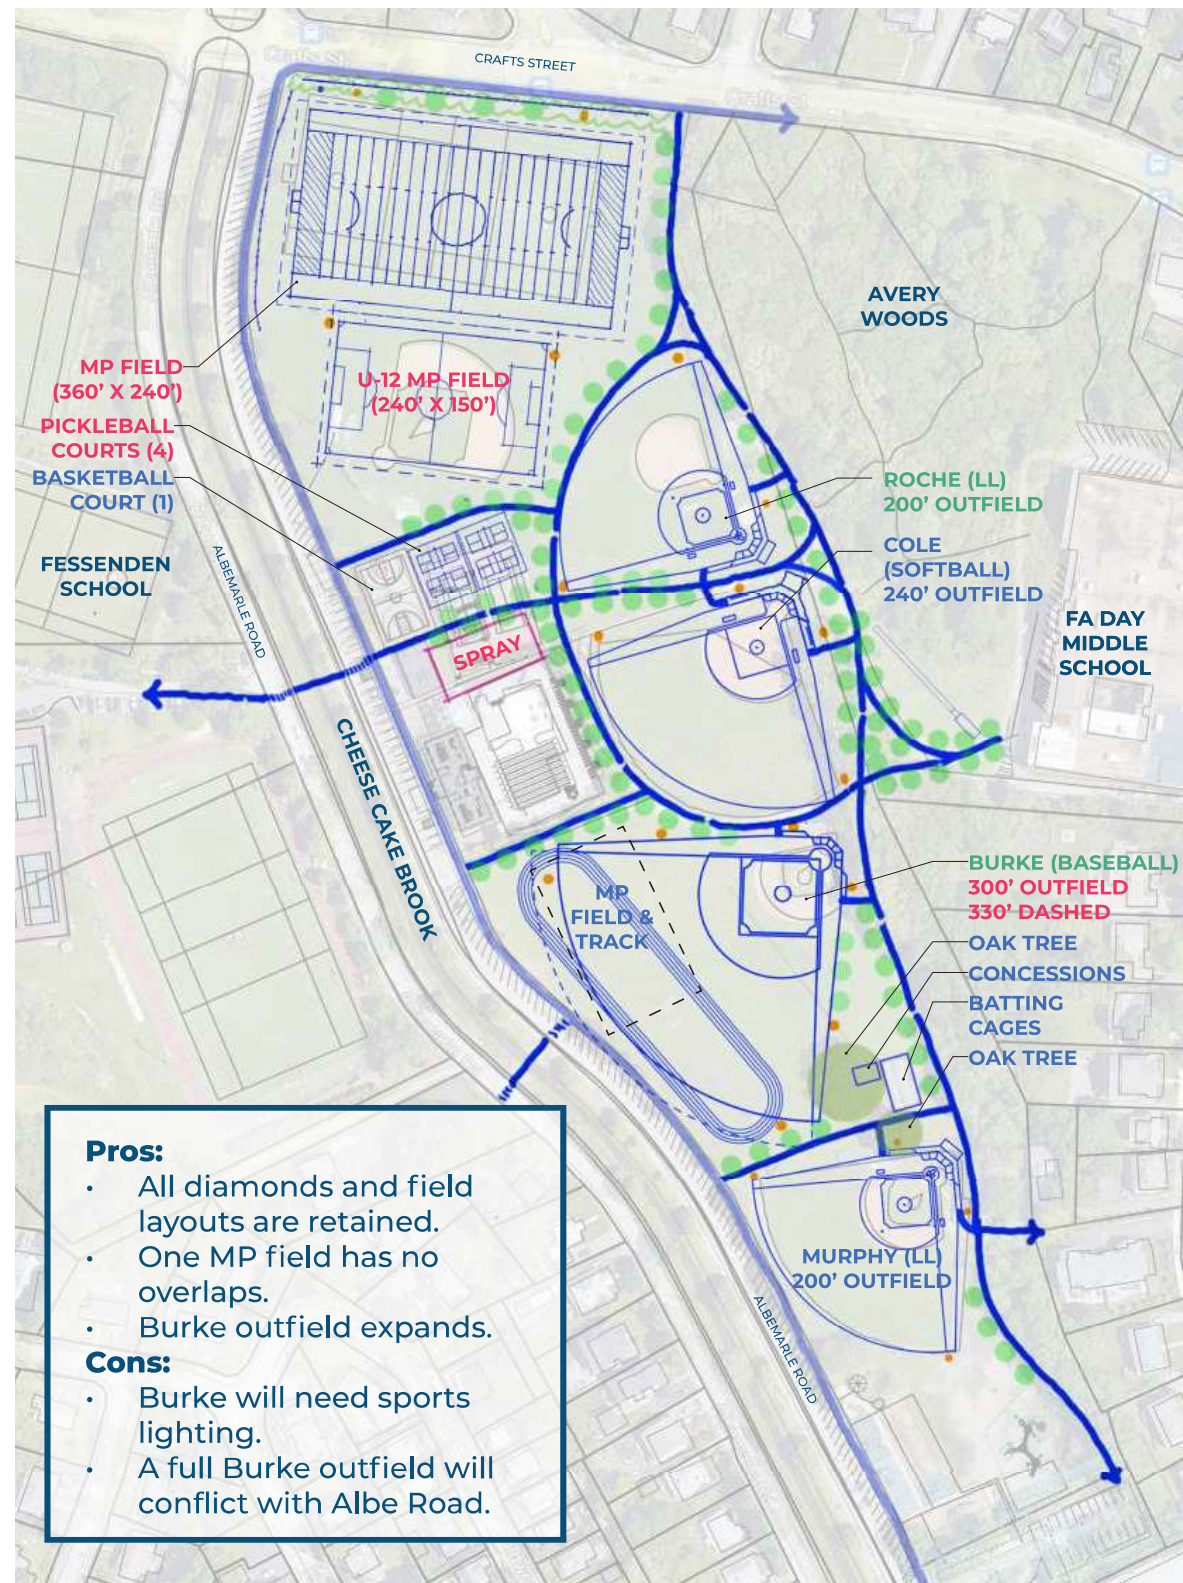 CRAFTS STREET
Crafts St
Crafts St
AVERY
WOODS
MP FIELD
(360' X 240')
U-12 MP FIELD
(240' X 150')
PICKLEBALL
COURTS (4)
BASKETBALL
COURT (1)
ROCHE (LL)
200' OUTFIELD
FESSENDEN
SCHOOL
ALBEMARLE ROAD
COLE
(SOFTBALL)
240' OUTFIELD
FA DAY
MIDDLE
SCHOOL
SPRAY
CHEESE CAKE BROOK
BURKE (BASEBALL)
300' OUTFIELD
330' DASHED
MP
FIELD &
TRACK
OAK TREE
CONCESSIONS
BATTING
CAGES
OAK TREE
MURPHY (LL)
200' OUTFIELD
ALBEMARLE ROAD
Pros:
• All diamonds and field
layouts are retained.
• One MP field has no
overlaps.
• Burke outfield expands.
Cons:
• Burke will need sports
lighting.
• A full Burke outfield will
conflict with Albe Road.